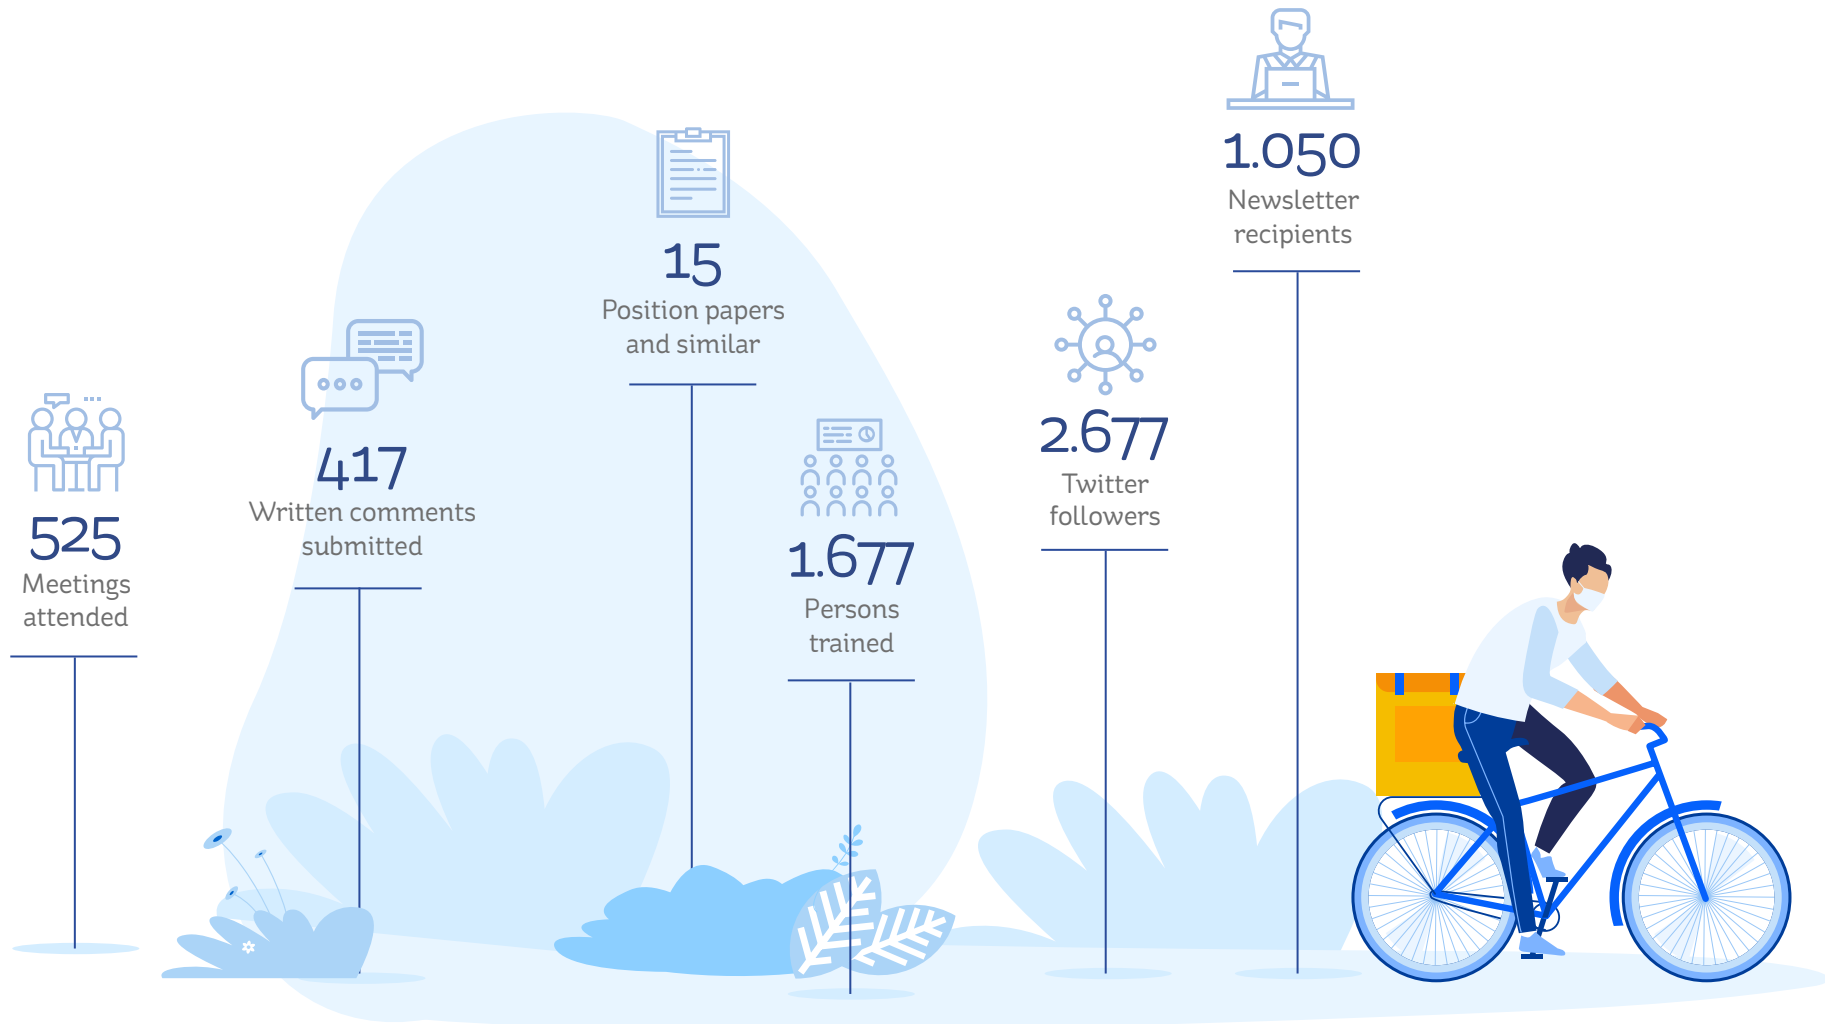 525
Meetings
attended
417
Written comments
submitted
15
Position papers
and similar
1.677
Persons
trained
2.677
Twitter
followers
1.050
Newsletter
recipients